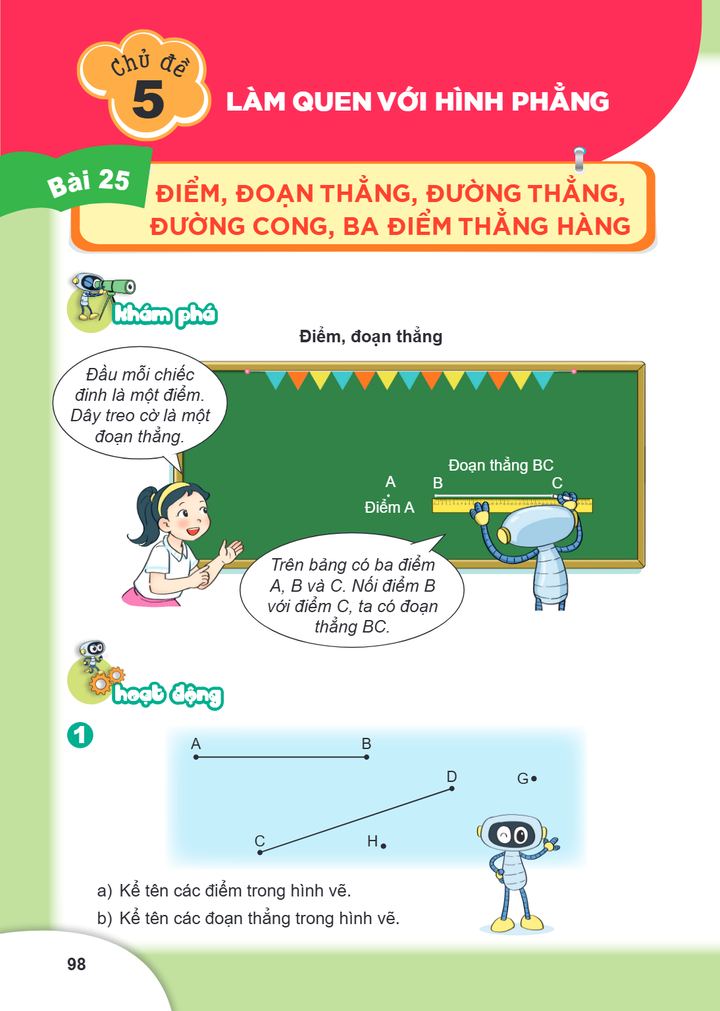 Chủ đề
5
LÀM QUEN VỚI HÌNH PHẲNG
Bài 25
ĐIỂM, ĐOẠN THẲNG, ĐƯỜNG THẲNG,
ĐƯỜNG CONG, BA ĐIỂM THẲNG HÀNG
khám phá
Điểm, đoạn thẳng
Đầu mỗi chiếc
đinh là một điểm.
Dây treo cờ là một
đoạn thẳng.
Đoạn thẳng BC
A
B
C
Điểm A
Trên bảng có ba điểm
A, B và C. Nối điểm B
với điểm C, ta có đoạn
thẳng BC.
hoạt động
1
A
B
D
G
C
H
a) Kể tên các điểm trong hình vẽ.
b) Kể tên các đoạn thẳng trong hình vẽ.
98